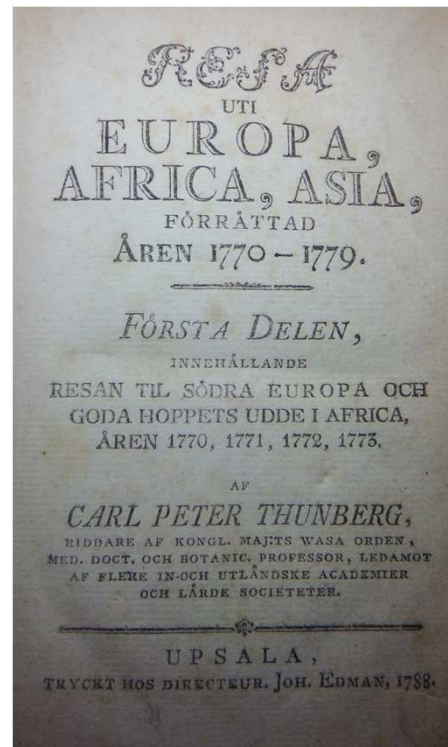 RESA
UTI
EUROPA,
AFRICA, ASIA,
FÖRRÄTTAD
ÅREN 1770 – 1779.
FÖRSTA DELEN,
INNEHÅLLANDE
RESAN TIL SÖDRA EUROPA OCH
GODA HOPPETS UDDE I AFRICA,
ÅREN 1770, 1771, 1772, 1773.
AF
CARL PETER THUNBERG,
RIDDARE AF KONGL. MAJ:TS WASA ORDEN,
MED. DOCT. OCH BOTANIC. PROFESSOR, LEDAMOT
AF FLERE IN-OCH UTLÄNDSKE ACADEMIER
OCH LÄRDE SOCIETETER.
UPSALA,
TRYCKT HOS DIRECTEUR. JOH. EDMAN, 1788.